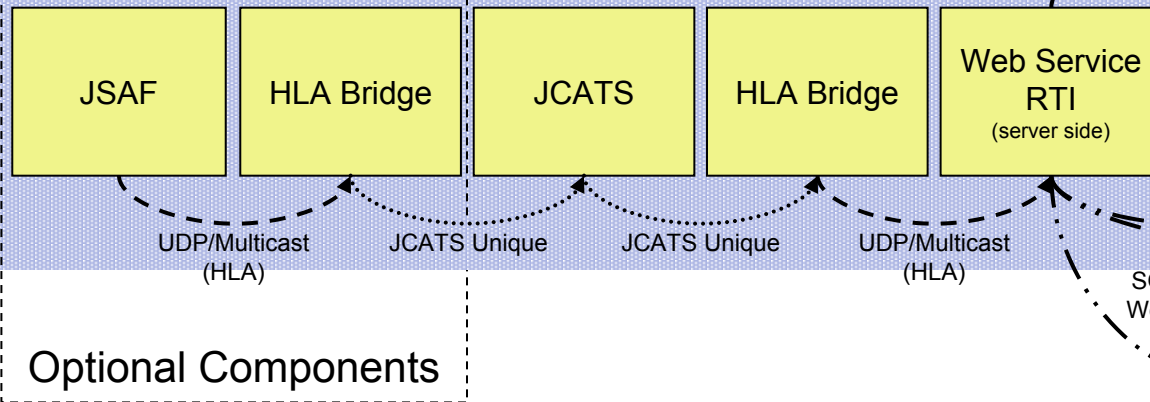 JSAF
HLA Bridge
JCATS
HLA Bridge
Web Service
RTI
(server side)
UDP/Multicast
(HLA)
JCATS Unique
JCATS Unique
UDP/Multicast
(HLA)
Optional Components